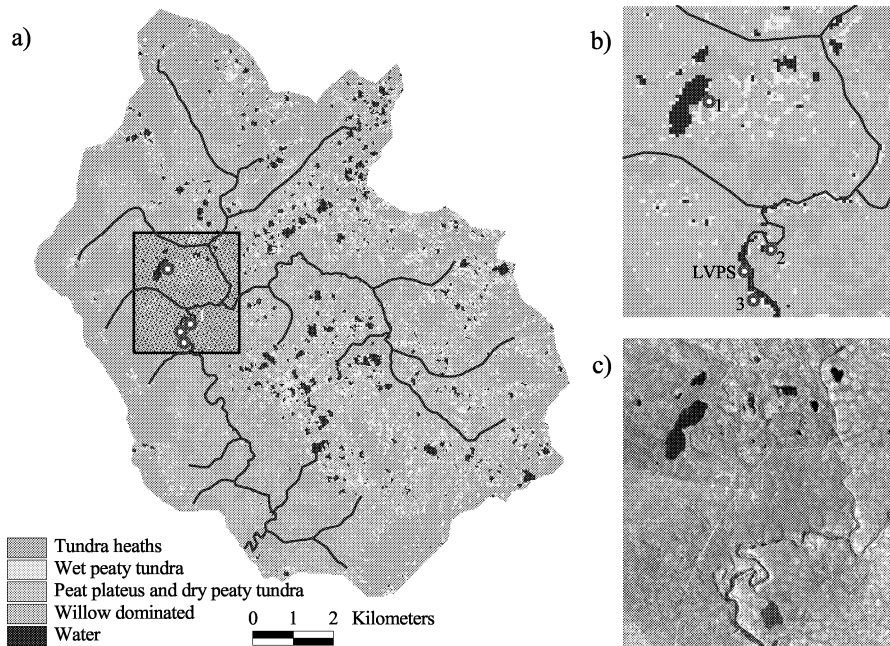 a)
b)
1
2
LVPS
3
c)
Tundra heaths
Wet peaty tundra
Peat plateus and dry peaty tundra
Willow dominated
Water
0 1 2 Kilometers